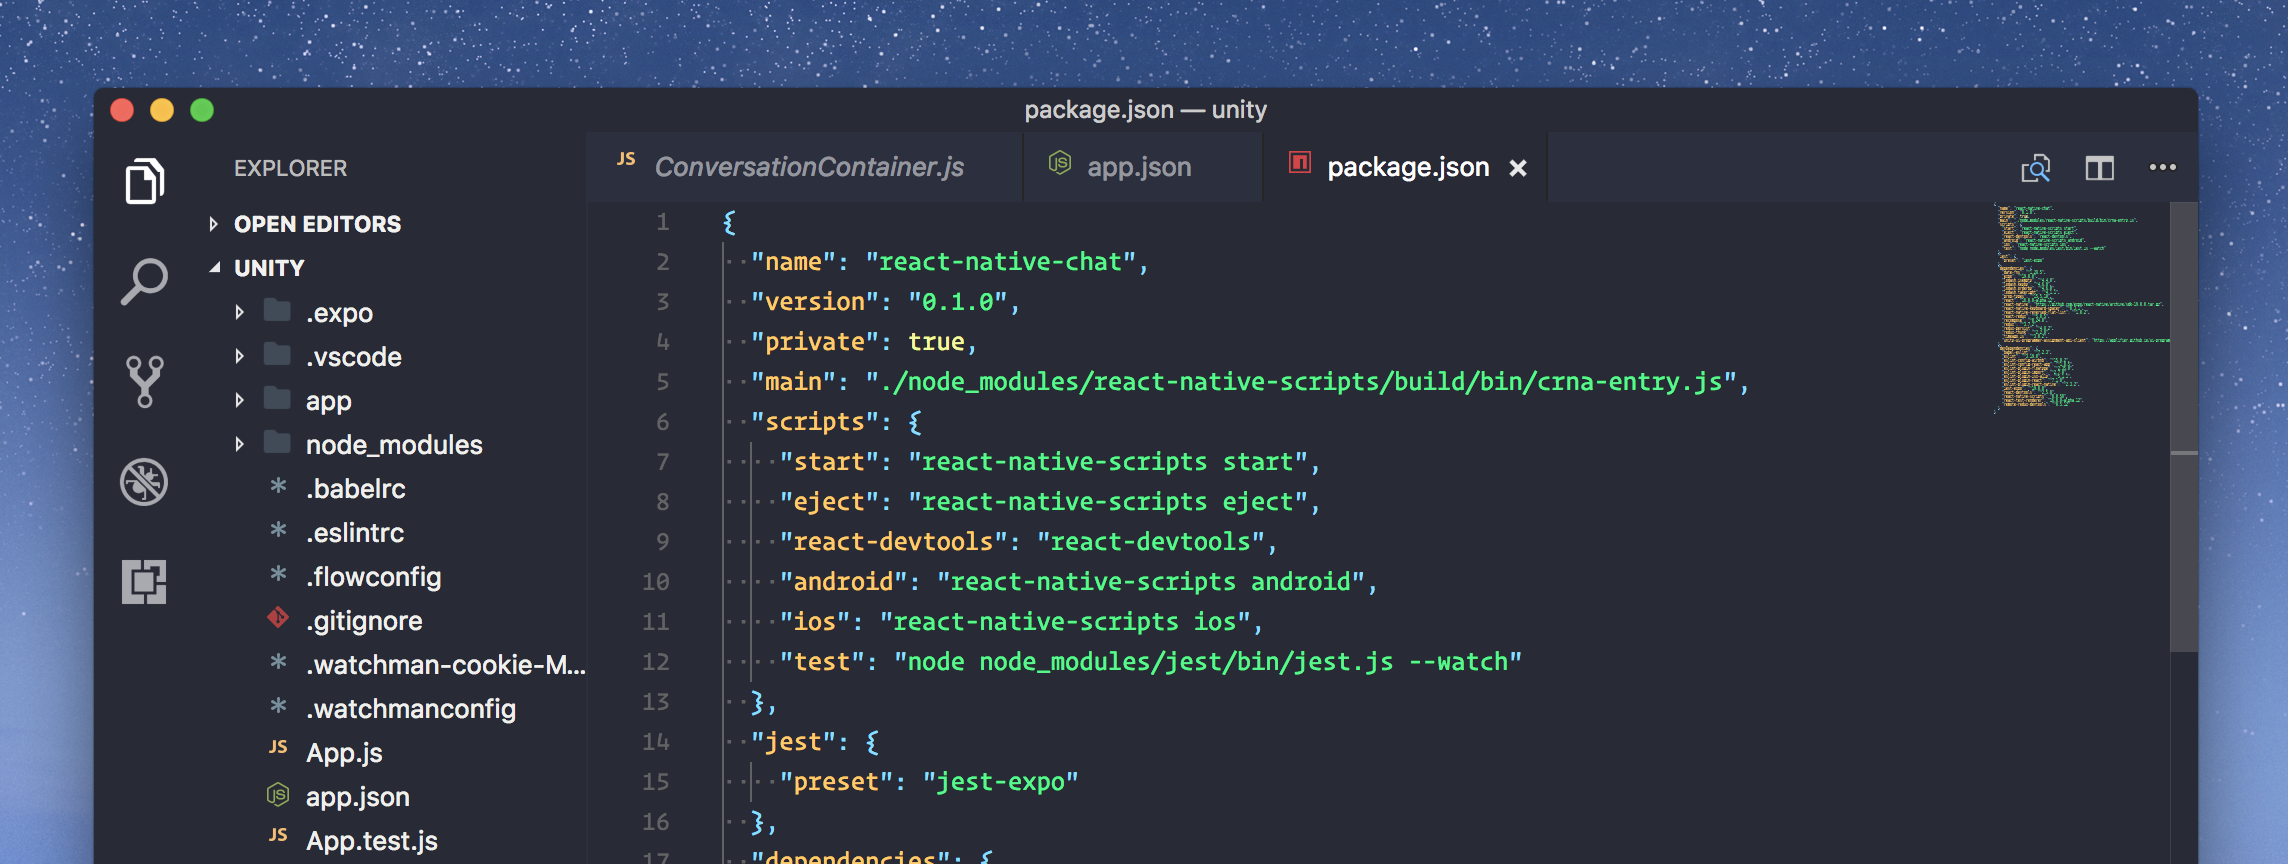 package.json — unity
EXPLORER
OPEN EDITORS
UNITY
.expo
.vscode
app
node_modules
.babelrc
.eslintrc
.flowconfig
.gitignore
.watchman-cookie-M...
.watchmanconfig
JS App.js
app.json
JS App.test.js
JS ConversationContainer.js
app.json
package.json
1 {
2 "name": "react-native-chat",
3 "version": "0.1.0",
4 "private": true,
5 "main": "./node_modules/react-native-scripts/build/bin/crna-entry.js",
6 "scripts": {
7 "start": "react-native-scripts start",
8 "eject": "react-native-scripts eject",
9 "react-devtools": "react-devtools",
10 "android": "react-native-scripts android",
11 "ios": "react-native-scripts ios",
12 "test": "node node_modules/jest/bin/jest.js --watch"
13 },
14 "jest": {
15 "preset": "jest-expo"
16 },
17 "dependencies": {